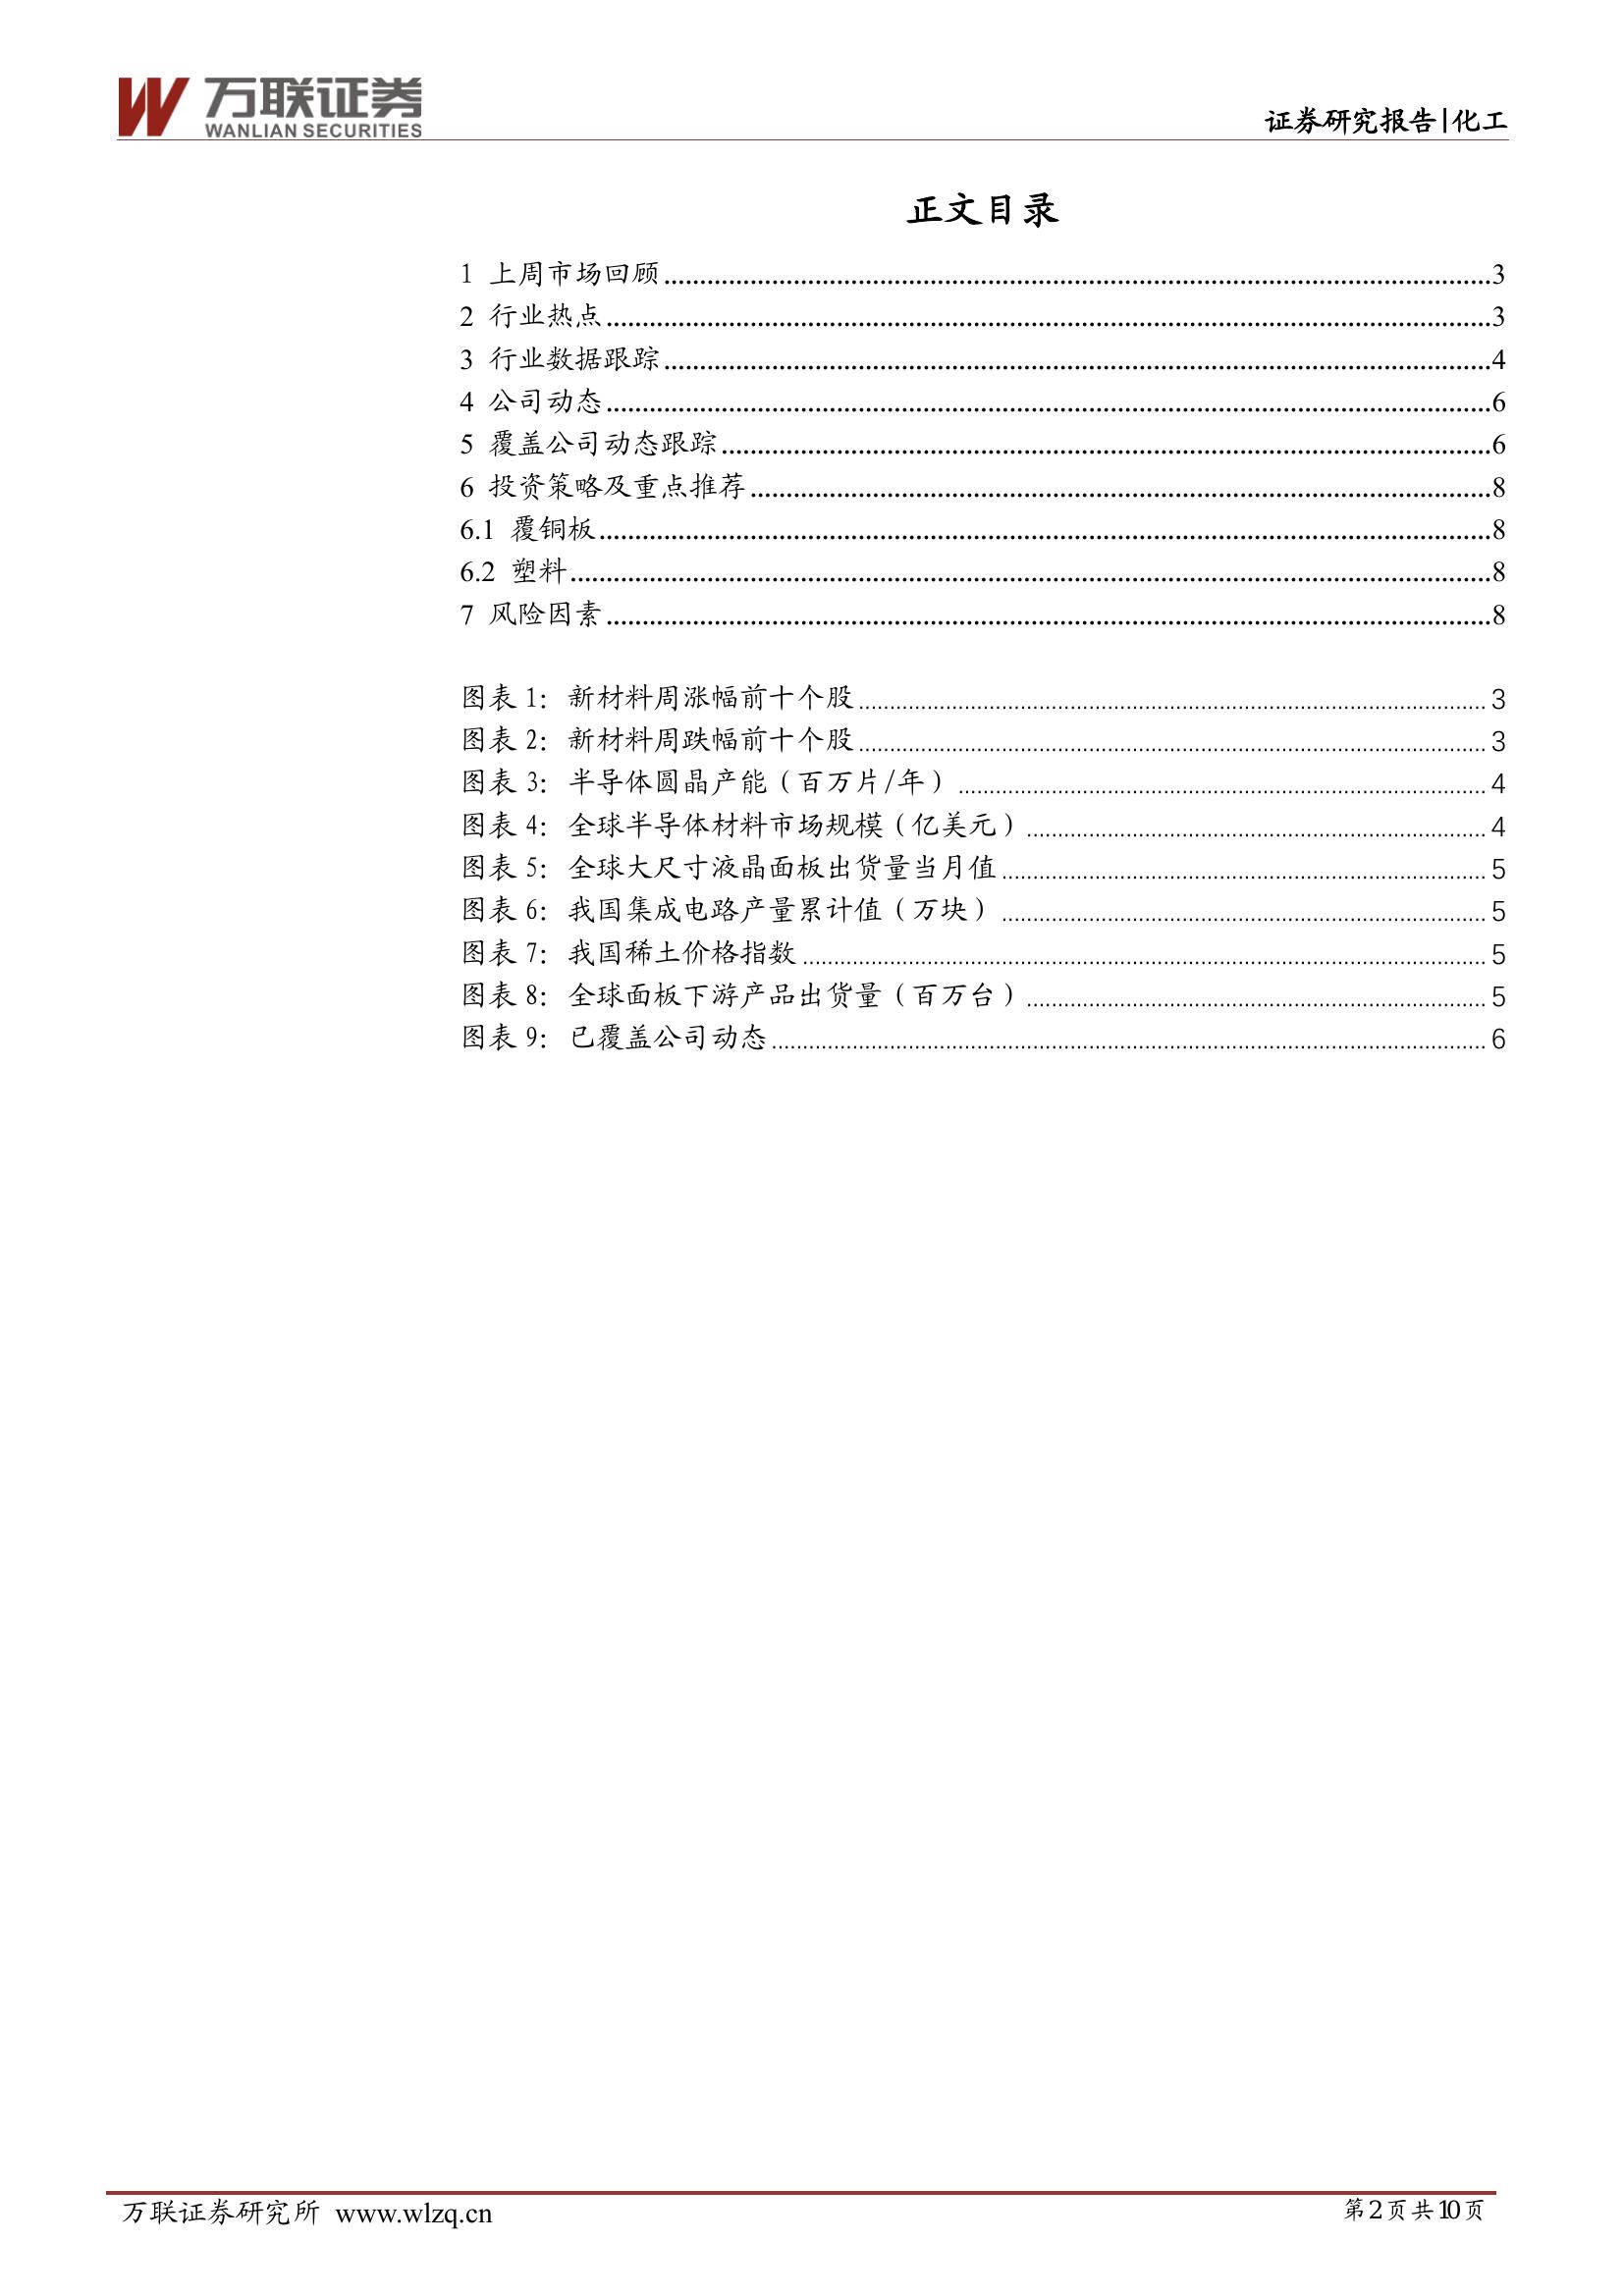 万联证券
WANLIAN SECURITIES
证券研究报告|化工
正文目录
1 上周市场回顾........................3
2 行业热点........................3
3 行业数据跟踪........................4
4 公司动态........................6
5 覆盖公司动态跟踪........................6
6 投资策略及重点推荐........................8
6.1 覆铜板........................8
6.2 塑料........................8
7 风险因素........................8
图表 1：新材料周涨幅前十个股........................3
图表 2：新材料周跌幅前十个股........................3
图表 3：半导体圆晶产能（百万片/年）........................4
图表 4：全球半导体材料市场规模（亿美元）........................4
图表 5：全球大尺寸液晶面板出货量当月值........................5
图表 6：我国集成电路产量累计值（万块）........................5
图表 7：我国稀土价格指数........................5
图表 8：全球面板下游产品出货量（百万台）........................5
图表 9：已覆盖公司动态........................6
万联证券研究所 www.wlzq.cn
第2页共10页